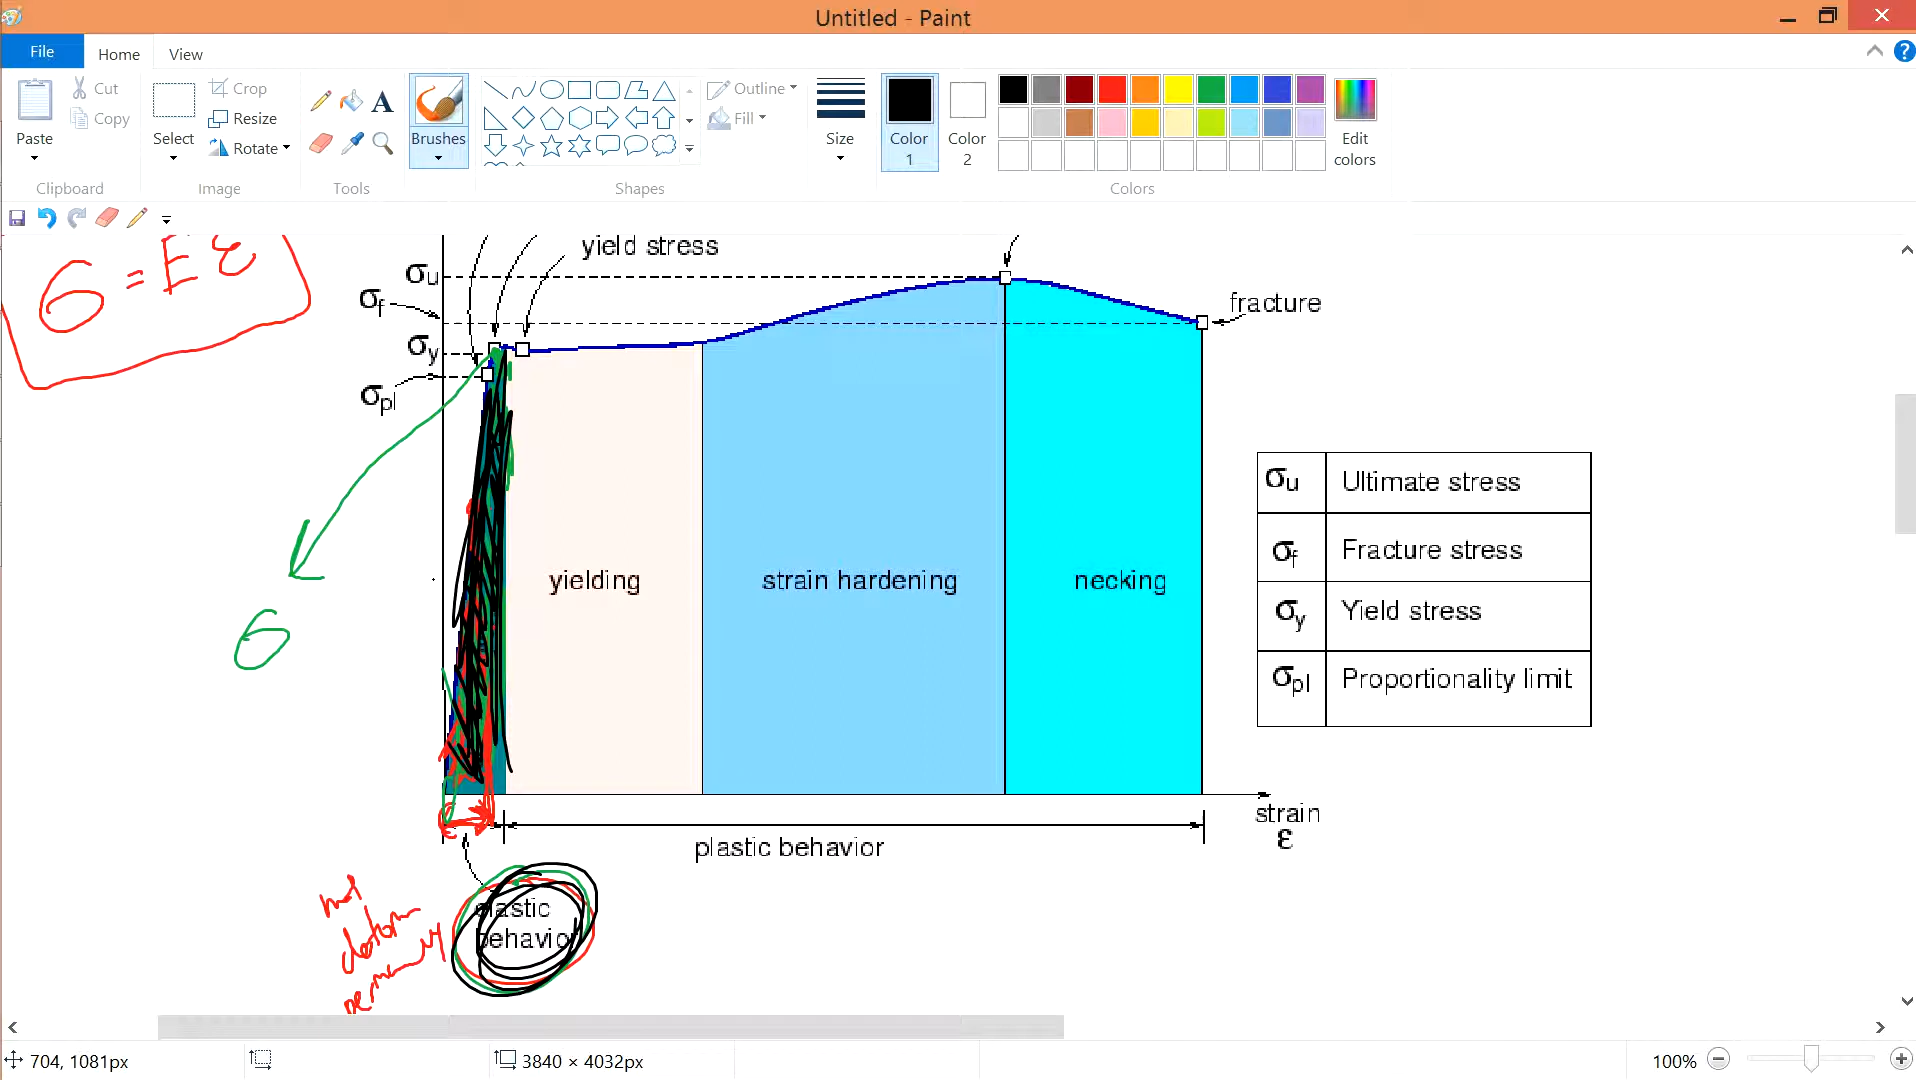 Untitled - Paint
File
Home
View
Paste
Cut
Copy
Clipboard
Select
Crop
Resize
Rotate
Image
A
Tools
Brushes
Shapes
Outline
Fill
Size
Color 1
Color 2
Edit colors
Colors
σ = E ε
yield stress
σu
σf
σy
σpl
fracture
yielding
strain hardening
necking
σu Ultimate stress
σf Fracture stress
σy Yield stress
σpl Proportionality limit
σ
strain
ε
plastic behavior
elastic
behavior
not
704, 1081px
3840 × 4032px
100%